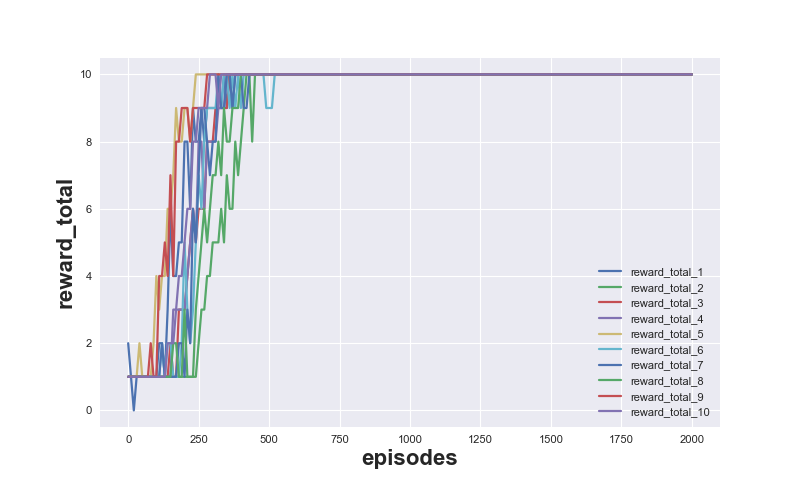 10
8
6
4
2
0
reward_total
reward_total_1
reward_total_2
reward_total_3
reward_total_4
reward_total_5
reward_total_6
reward_total_7
reward_total_8
reward_total_9
reward_total_10
0 250 500 750 1000 1250 1500 1750 2000
episodes